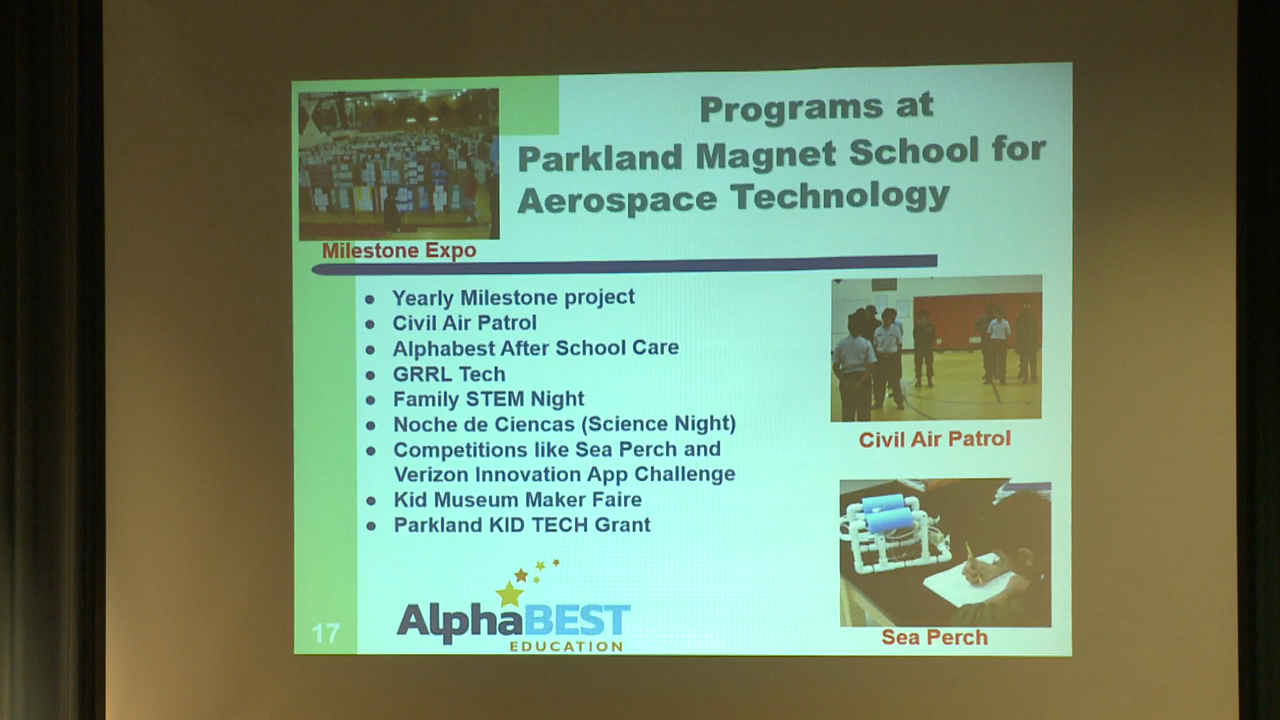 Programs at
Parkland Magnet School for
Aerospace Technology
Milestone Expo
● Yearly Milestone project
● Civil Air Patrol
● Alphabest After School Care
● GRRL Tech
● Family STEM Night
● Noche de Ciencas (Science Night)
● Competitions like Sea Perch and
Verizon Innovation App Challenge
● Kid Museum Maker Faire
● Parkland KID TECH Grant
Civil Air Patrol
Sea Perch
AlphaBEST
EDUCATION
17